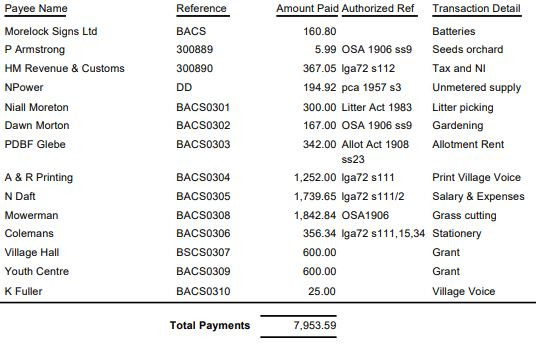 Payee Name Reference Amount Paid Authorized Ref Transaction Detail
Morelock Signs Ltd BACS 160.80 Batteries
P Armstrong 300889 5.99 OSA 1906 ss9 Seeds orchard
HM Revenue & Customs 300890 367.05 lga72 s112 Tax and NI
NPower DD 194.92 pca 1957 s3 Unmetered supply
Niall Moreton BACS0301 300.00 Litter Act 1983 Litter picking
Dawn Morton BACS0302 167.00 OSA 1906 ss9 Gardening
PDBF Glebe BACS0303 342.00 Allot Act 1908 Allotment Rent
ss23
A & R Printing BACS0304 1,252.00 lga72 s111 Print Village Voice
N Daft BACS0305 1,739.65 lga72 s111/2 Salary & Expenses
Mowerman BACS0308 1,842.84 OSA1906 Grass cutting
Colemans BACS0306 356.34 lga72 s111,15,34 Stationery
Village Hall BSCS0307 600.00 Grant
Youth Centre BACS0309 600.00 Grant
K Fuller BACS0310 25.00 Village Voice
Total Payments 7,953.59